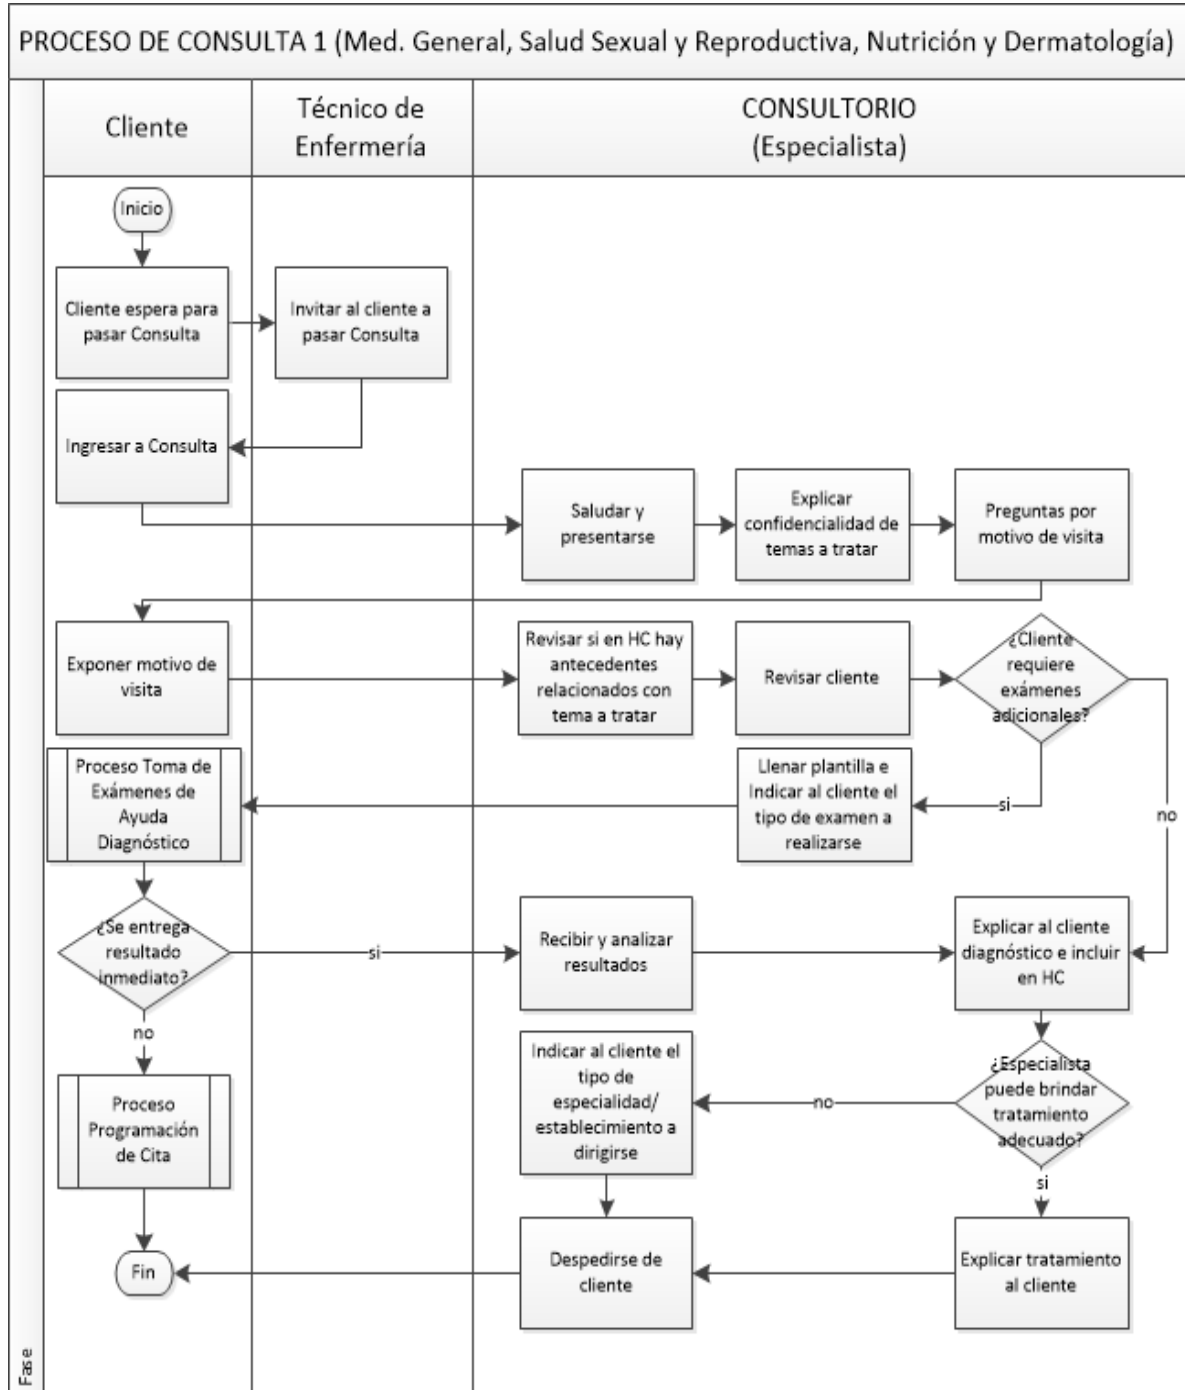 PROCESO DE CONSULTA 1 (Med. General, Salud Sexual y Reproductiva, Nutrición y Dermatología)
Cliente
Técnico de
Enfermería
CONSULTORIO
(Especialista)
Inicio
Cliente espera para
pasar Consulta
Invitar al cliente a
pasar Consulta
Ingresar a Consulta
Saludar y
presentarse
Explicar
confidencialidad de
temas a tratar
Preguntas por
motivo de visita
Exponer motivo de
visita
Revisar si en HC hay
antecedentes
relacionados con
tema a tratar
Revisar cliente
¿Cliente
requiere
exámenes
adicionales?
Proceso Toma de
Exámenes de
Ayuda
Diagnóstico
Llenar plantilla e
Indicar al cliente el
tipo de examen a
realizarse
si
no
¿Se entrega
resultado
inmediato?
si
Recibir y analizar
resultados
Explicar al cliente
diagnóstico e incluir
en HC
no
Indicar al cliente el
tipo de
especialidad/
establecimiento a
dirigirse
no
¿Especialista
puede brindar
tratamiento
adecuado?
Proceso
Programación
de Cita
si
Fin
Despedirse de
cliente
Explicar tratamiento
al cliente
Fase